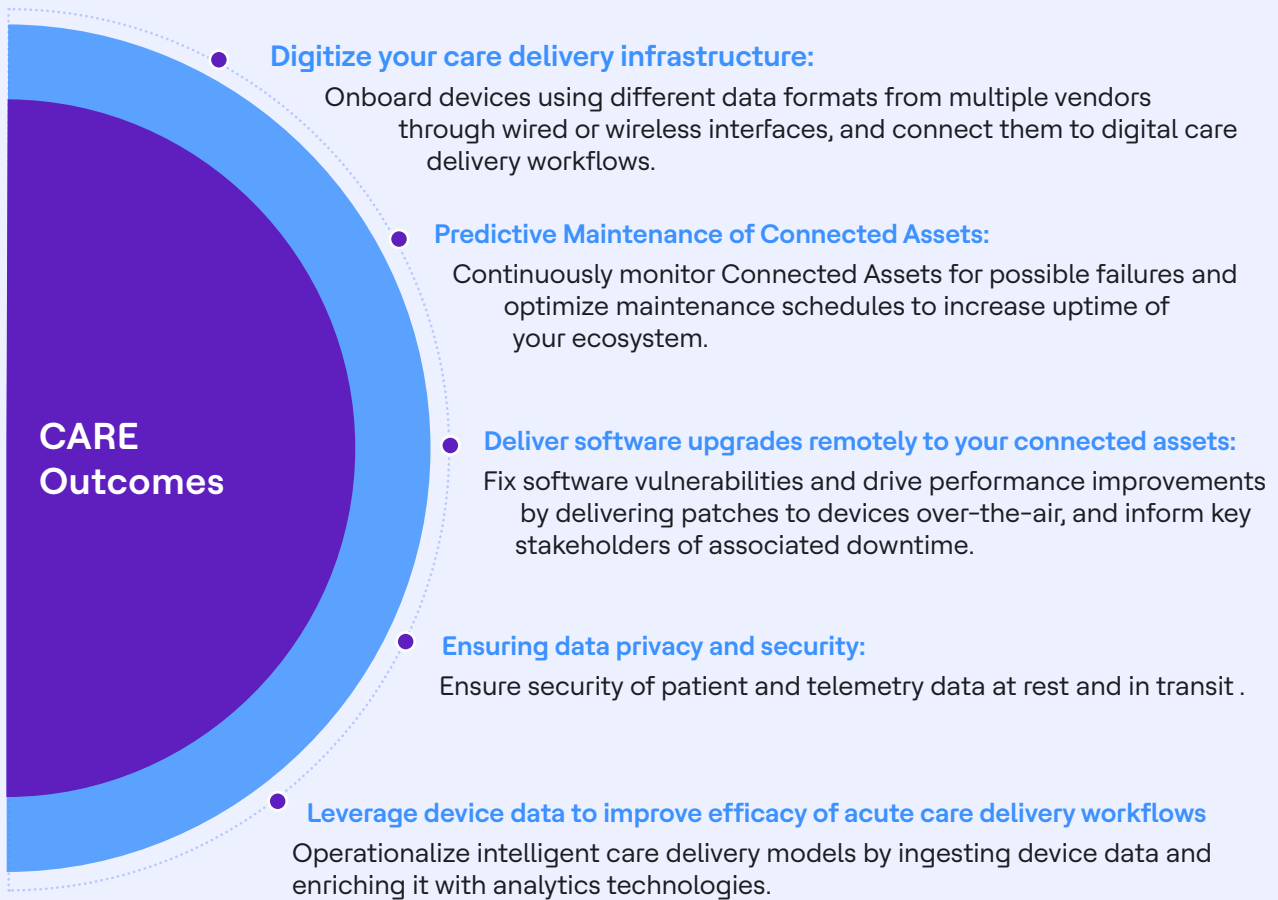 CARE
Outcomes
Digitize your care delivery infrastructure:
Onboard devices using different data formats from multiple vendors
through wired or wireless interfaces, and connect them to digital care
delivery workflows.
Predictive Maintenance of Connected Assets:
Continuously monitor Connected Assets for possible failures and
optimize maintenance schedules to increase uptime of
your ecosystem.
Deliver software upgrades remotely to your connected assets:
Fix software vulnerabilities and drive performance improvements
by delivering patches to devices over-the-air, and inform key
stakeholders of associated downtime.
Ensuring data privacy and security:
Ensure security of patient and telemetry data at rest and in transit .
Leverage device data to improve efficacy of acute care delivery workflows
Operationalize intelligent care delivery models by ingesting device data and
enriching it with analytics technologies.